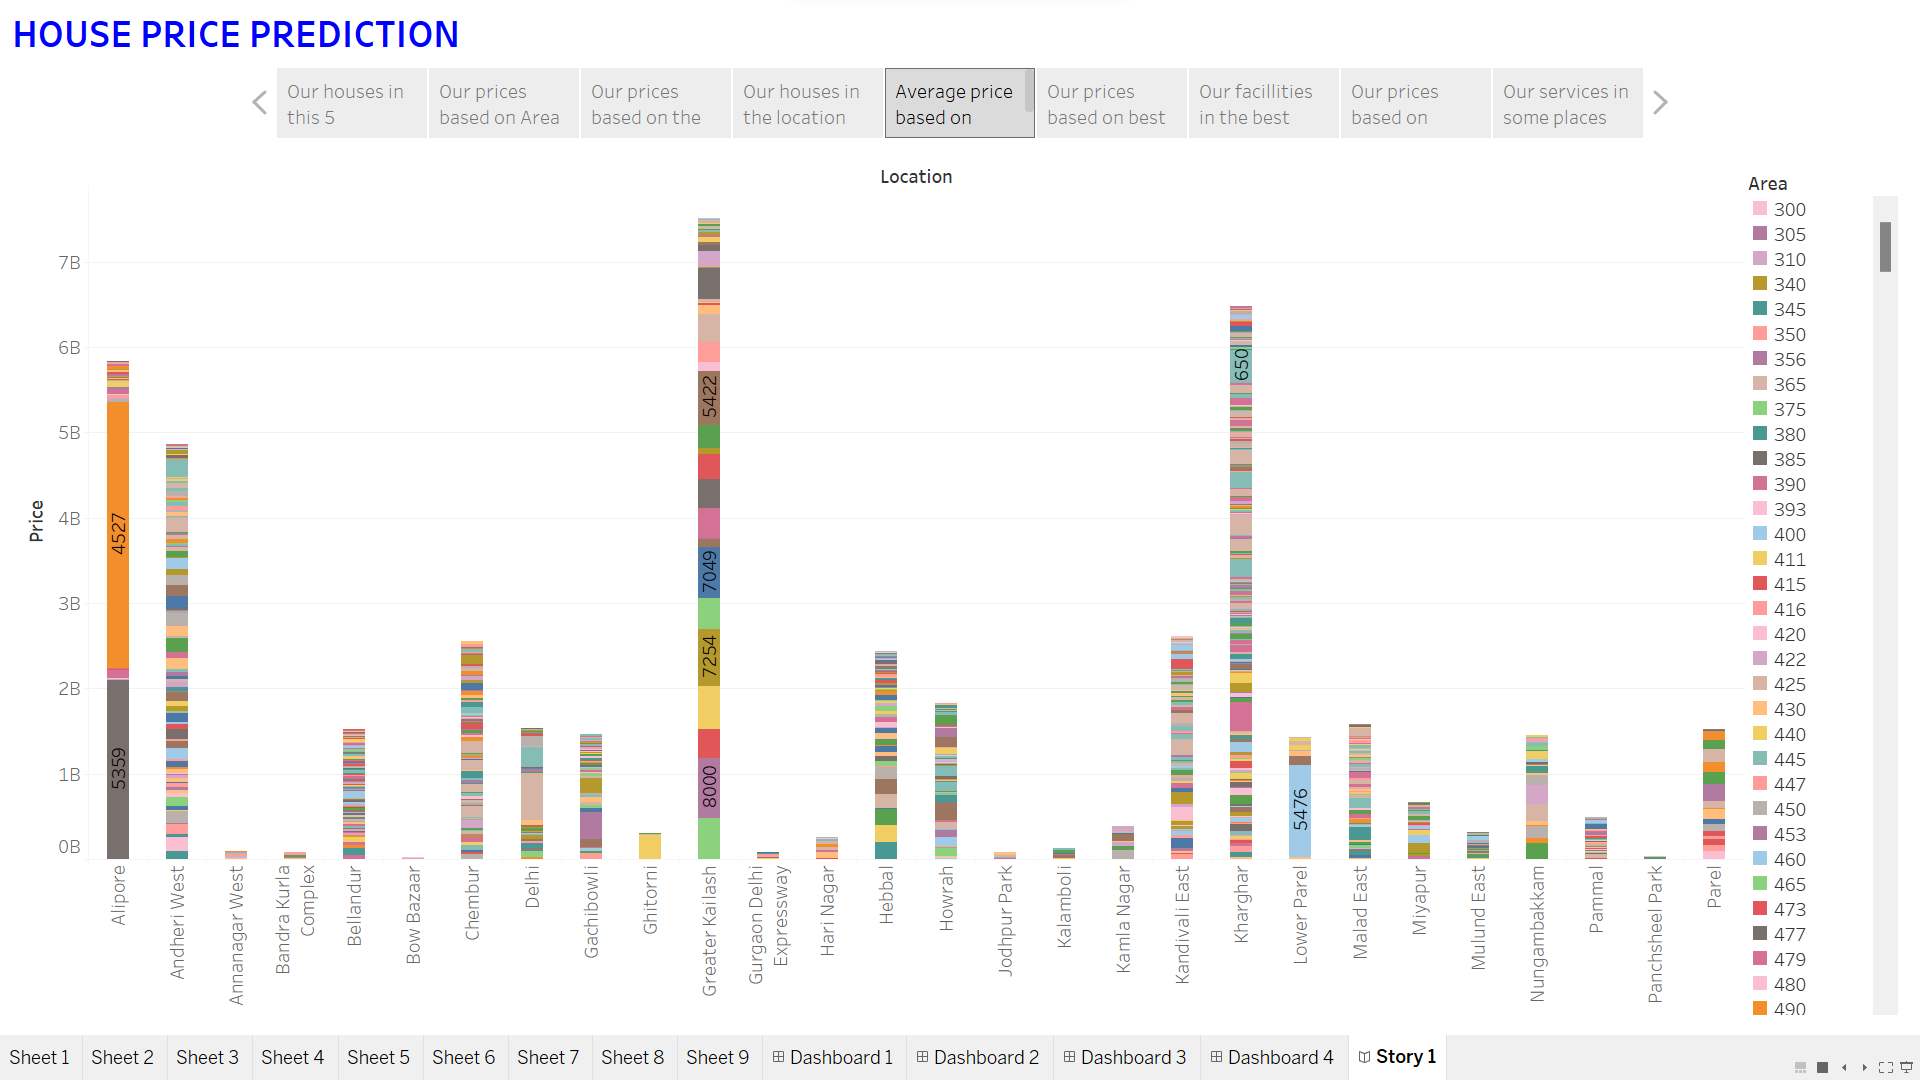 HOUSE PRICE PREDICTION
Our houses in
this 5
Our prices
based on Area
Our prices
based on the
Our houses in
the location
Average price
based on
Our prices
based on best
Our facillities
in the best
Our prices
based on
Our services in
some places
Location
Price
7B
6B
5B
4B
3B
2B
1B
0B
4527
5359
5422
7049
7254
8000
650
5476
Alipore
Andheri West
Annanagar West
Bandra Kurla
Complex
Bellandur
Bow Bazaar
Chembur
Delhi
Gachibowli
Ghitorni
Greater Kailash
Gurgaon Delhi
Expressway
Hari Nagar
Hebbal
Howrah
Jodhpur Park
Kalamboli
Kamla Nagar
Kandivali East
Kharghar
Lower Parel
Malad East
Miyapur
Mulund East
Nungambakkam
Pammal
Panchsheel Park
Parel
Area
300
305
310
340
345
350
356
365
375
380
385
390
393
400
411
415
416
420
422
425
430
440
445
447
450
453
460
465
473
477
479
480
490
Sheet 1
Sheet 2
Sheet 3
Sheet 4
Sheet 5
Sheet 6
Sheet 7
Sheet 8
Sheet 9
Dashboard 1
Dashboard 2
Dashboard 3
Dashboard 4
Story 1